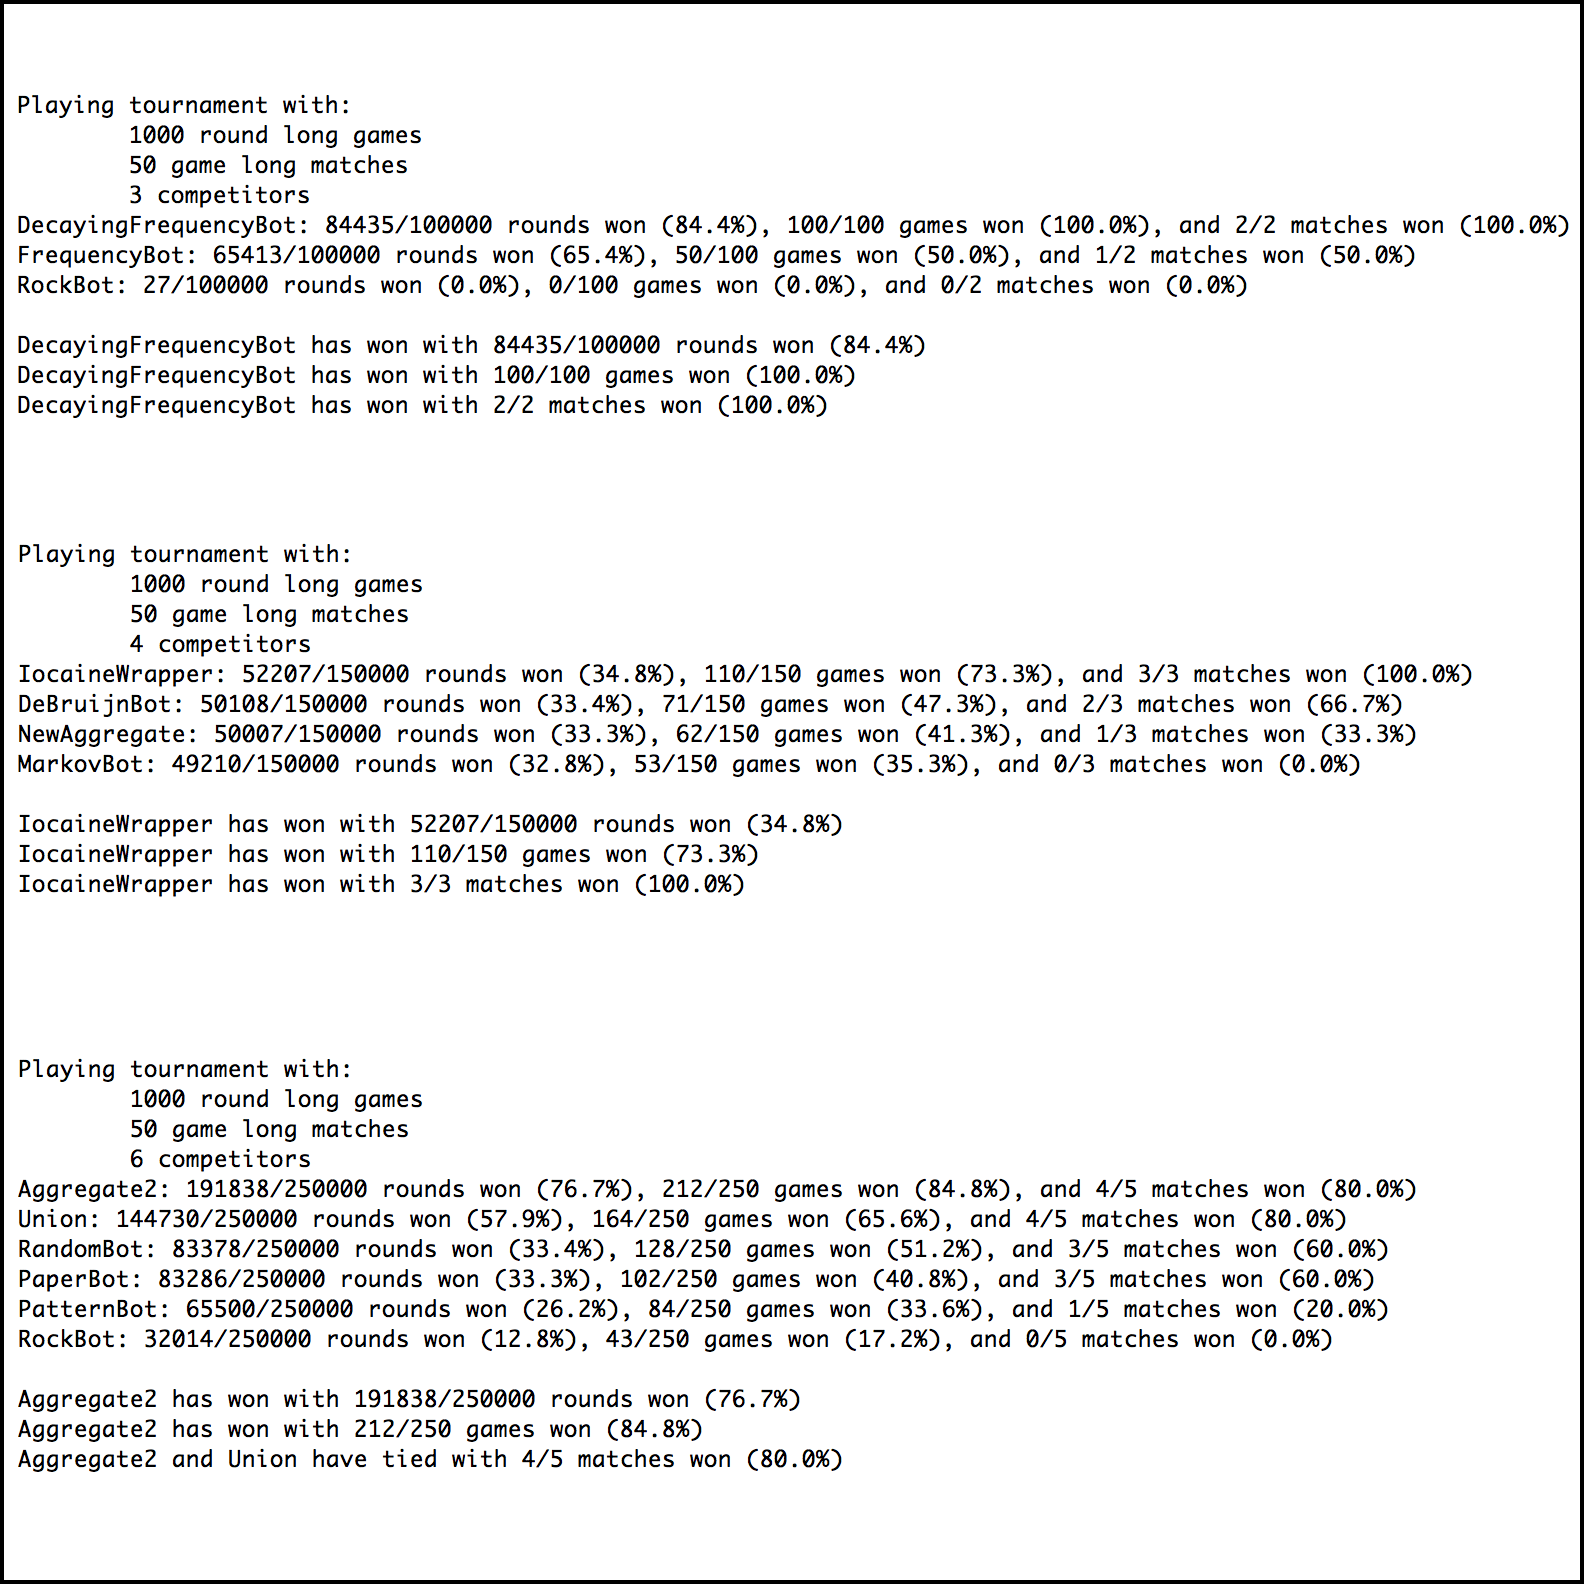 Playing tournament with:
1000 round long games
50 game long matches
3 competitors
DecayingFrequencyBot: 84435/100000 rounds won (84.4%), 100/100 games won (100.0%), and 2/2 matches won (100.0%)
FrequencyBot: 65413/100000 rounds won (65.4%), 50/100 games won (50.0%), and 1/2 matches won (50.0%)
RockBot: 27/100000 rounds won (0.0%), 0/100 games won (0.0%), and 0/2 matches won (0.0%)
DecayingFrequencyBot has won with 84435/100000 rounds won (84.4%)
DecayingFrequencyBot has won with 100/100 games won (100.0%)
DecayingFrequencyBot has won with 2/2 matches won (100.0%)
Playing tournament with:
1000 round long games
50 game long matches
4 competitors
IocaineWrapper: 52207/150000 rounds won (34.8%), 110/150 games won (73.3%), and 3/3 matches won (100.0%)
DeBruijnBot: 50108/150000 rounds won (33.4%), 71/150 games won (47.3%), and 2/3 matches won (66.7%)
NewAggregate: 50007/150000 rounds won (33.3%), 62/150 games won (41.3%), and 1/3 matches won (33.3%)
MarkovBot: 49210/150000 rounds won (32.8%), 53/150 games won (35.3%), and 0/3 matches won (0.0%)
IocaineWrapper has won with 52207/150000 rounds won (34.8%)
IocaineWrapper has won with 110/150 games won (73.3%)
IocaineWrapper has won with 3/3 matches won (100.0%)
Playing tournament with:
1000 round long games
50 game long matches
6 competitors
Aggregate2: 191838/250000 rounds won (76.7%), 212/250 games won (84.8%), and 4/5 matches won (80.0%)
Union: 144730/250000 rounds won (57.9%), 164/250 games won (65.6%), and 4/5 matches won (80.0%)
RandomBot: 83378/250000 rounds won (33.4%), 128/250 games won (51.2%), and 3/5 matches won (60.0%)
PaperBot: 83286/250000 rounds won (33.3%), 102/250 games won (40.8%), and 3/5 matches won (60.0%)
PatternBot: 65500/250000 rounds won (26.2%), 84/250 games won (33.6%), and 1/5 matches won (20.0%)
RockBot: 32014/250000 rounds won (12.8%), 43/250 games won (17.2%), and 0/5 matches won (0.0%)
Aggregate2 has won with 191838/250000 rounds won (76.7%)
Aggregate2 has won with 212/250 games won (84.8%)
Aggregate2 and Union have tied with 4/5 matches won (80.0%)